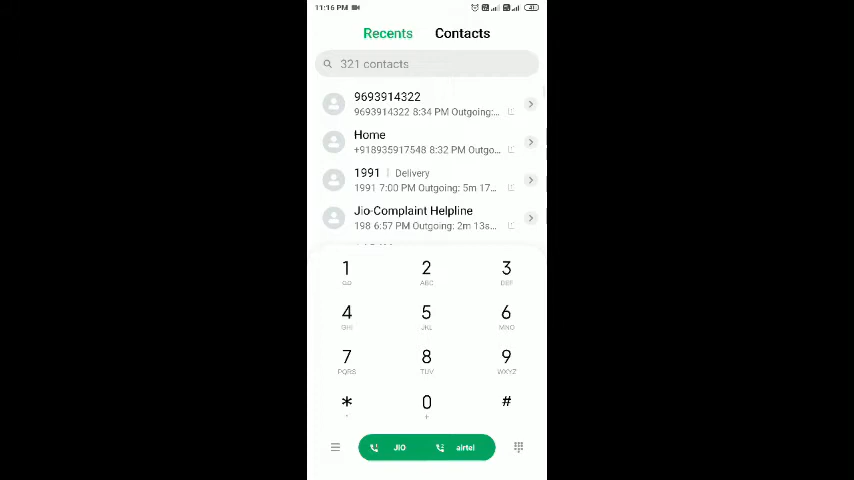 11:16 PM 41
Recents Contacts
321 contacts
9693914322
9693914322 8:34 PM Outgoing:...
Home
+918935917548 8:32 PM Outgo...
1991 | Delivery
1991 7:00 PM Outgoing: 5m 17...
Jio-Complaint Helpline
198 6:57 PM Outgoing: 2m 13s...
1 2 3
ABC DEF
4 5 6
GHI JKL MNO
7 8 9
PQRS TUV WXYZ
* 0 #
+
JIO airtel